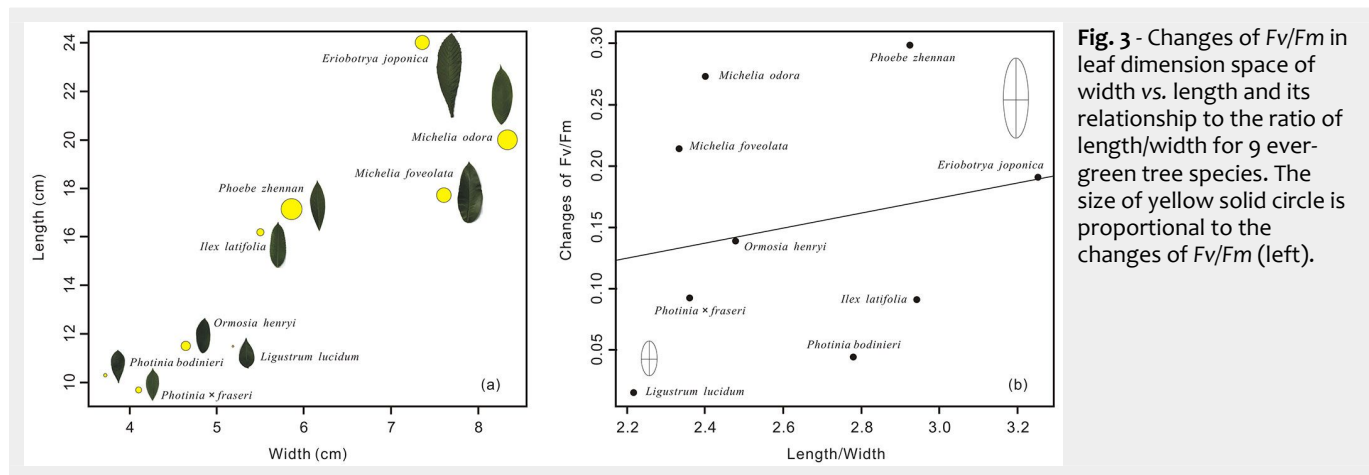 24
22
20
18
16
14
12
10
Length (cm)
Eriobotrya joponica
Michelia odora
Michelia foveolata
Phoebe zhennan
Ilex latifolia
Ormosia henryi
Photinia bodinieri
Ligustrum lucidum
Photinia × fraseri
(a)
4 5 6 7 8
Width (cm)
0.30
0.25
0.20
0.15
0.10
0.05
Changes of Fv/Fm
Phoebe zhennan
Michelia odora
Michelia foveolata
Eriobotrya joponica
Ormosia henryi
Photinia × fraseri
Ilex latifolia
Photinia bodinieri
Ligustrum lucidum
(b)
2.2 2.4 2.6 2.8 3.0 3.2
Length/Width
Fig. 3 - Changes of Fv/Fm in
leaf dimension space of
width vs. length and its
relationship to the ratio of
length/width for 9 ever-
green tree species. The
size of yellow solid circle is
proportional to the
changes of Fv/Fm (left).